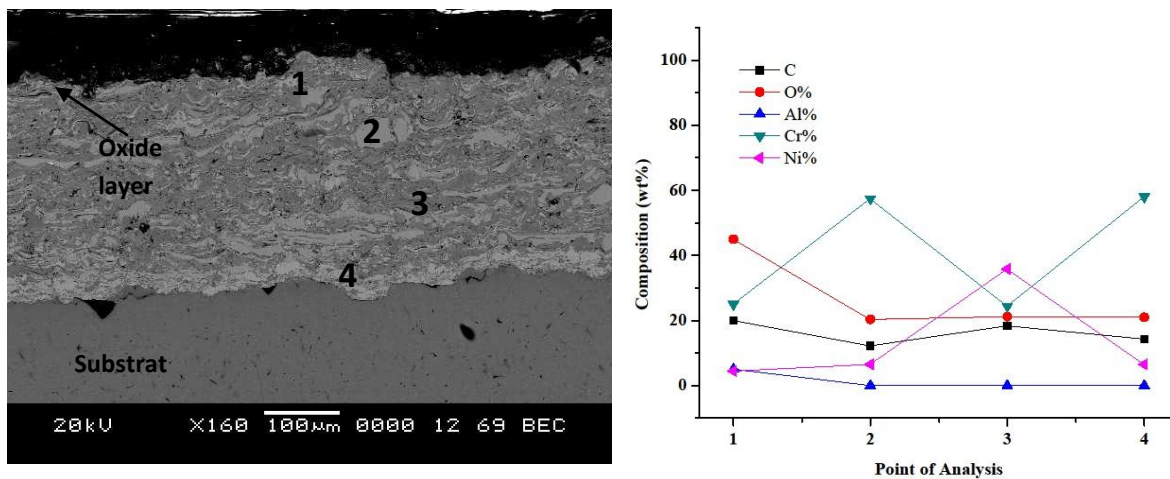 1
2
Oxide
layer
3
4
Substrat
20kV X160 100µm 0000 12 69 BEC
C
O%
Al%
Cr%
Ni%
Composition (wt%)
100
80
60
40
20
0
1 2 3 4
Point of Analysis